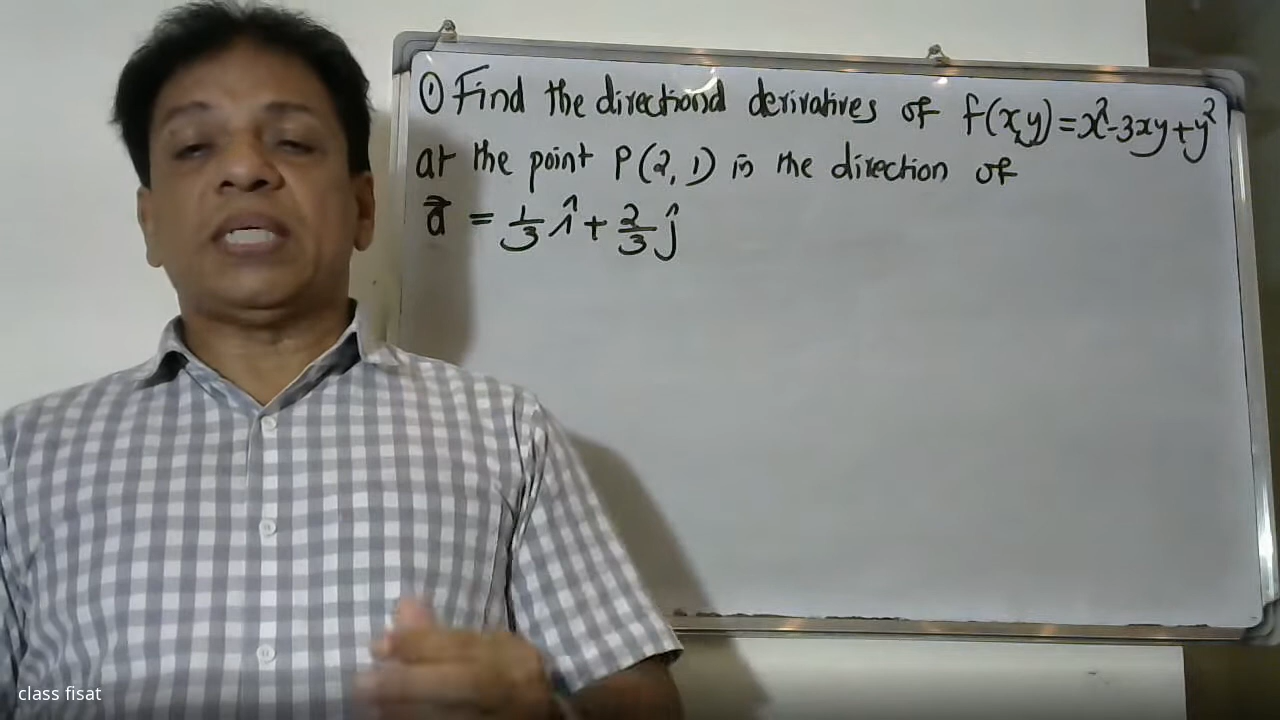 ① Find the directional derivatives of f(x,y) = x² - 3xy + y²
at the point P(2,1) in the direction of
a⃗ = 1/3 î + 2/3 ĵ
class fisat